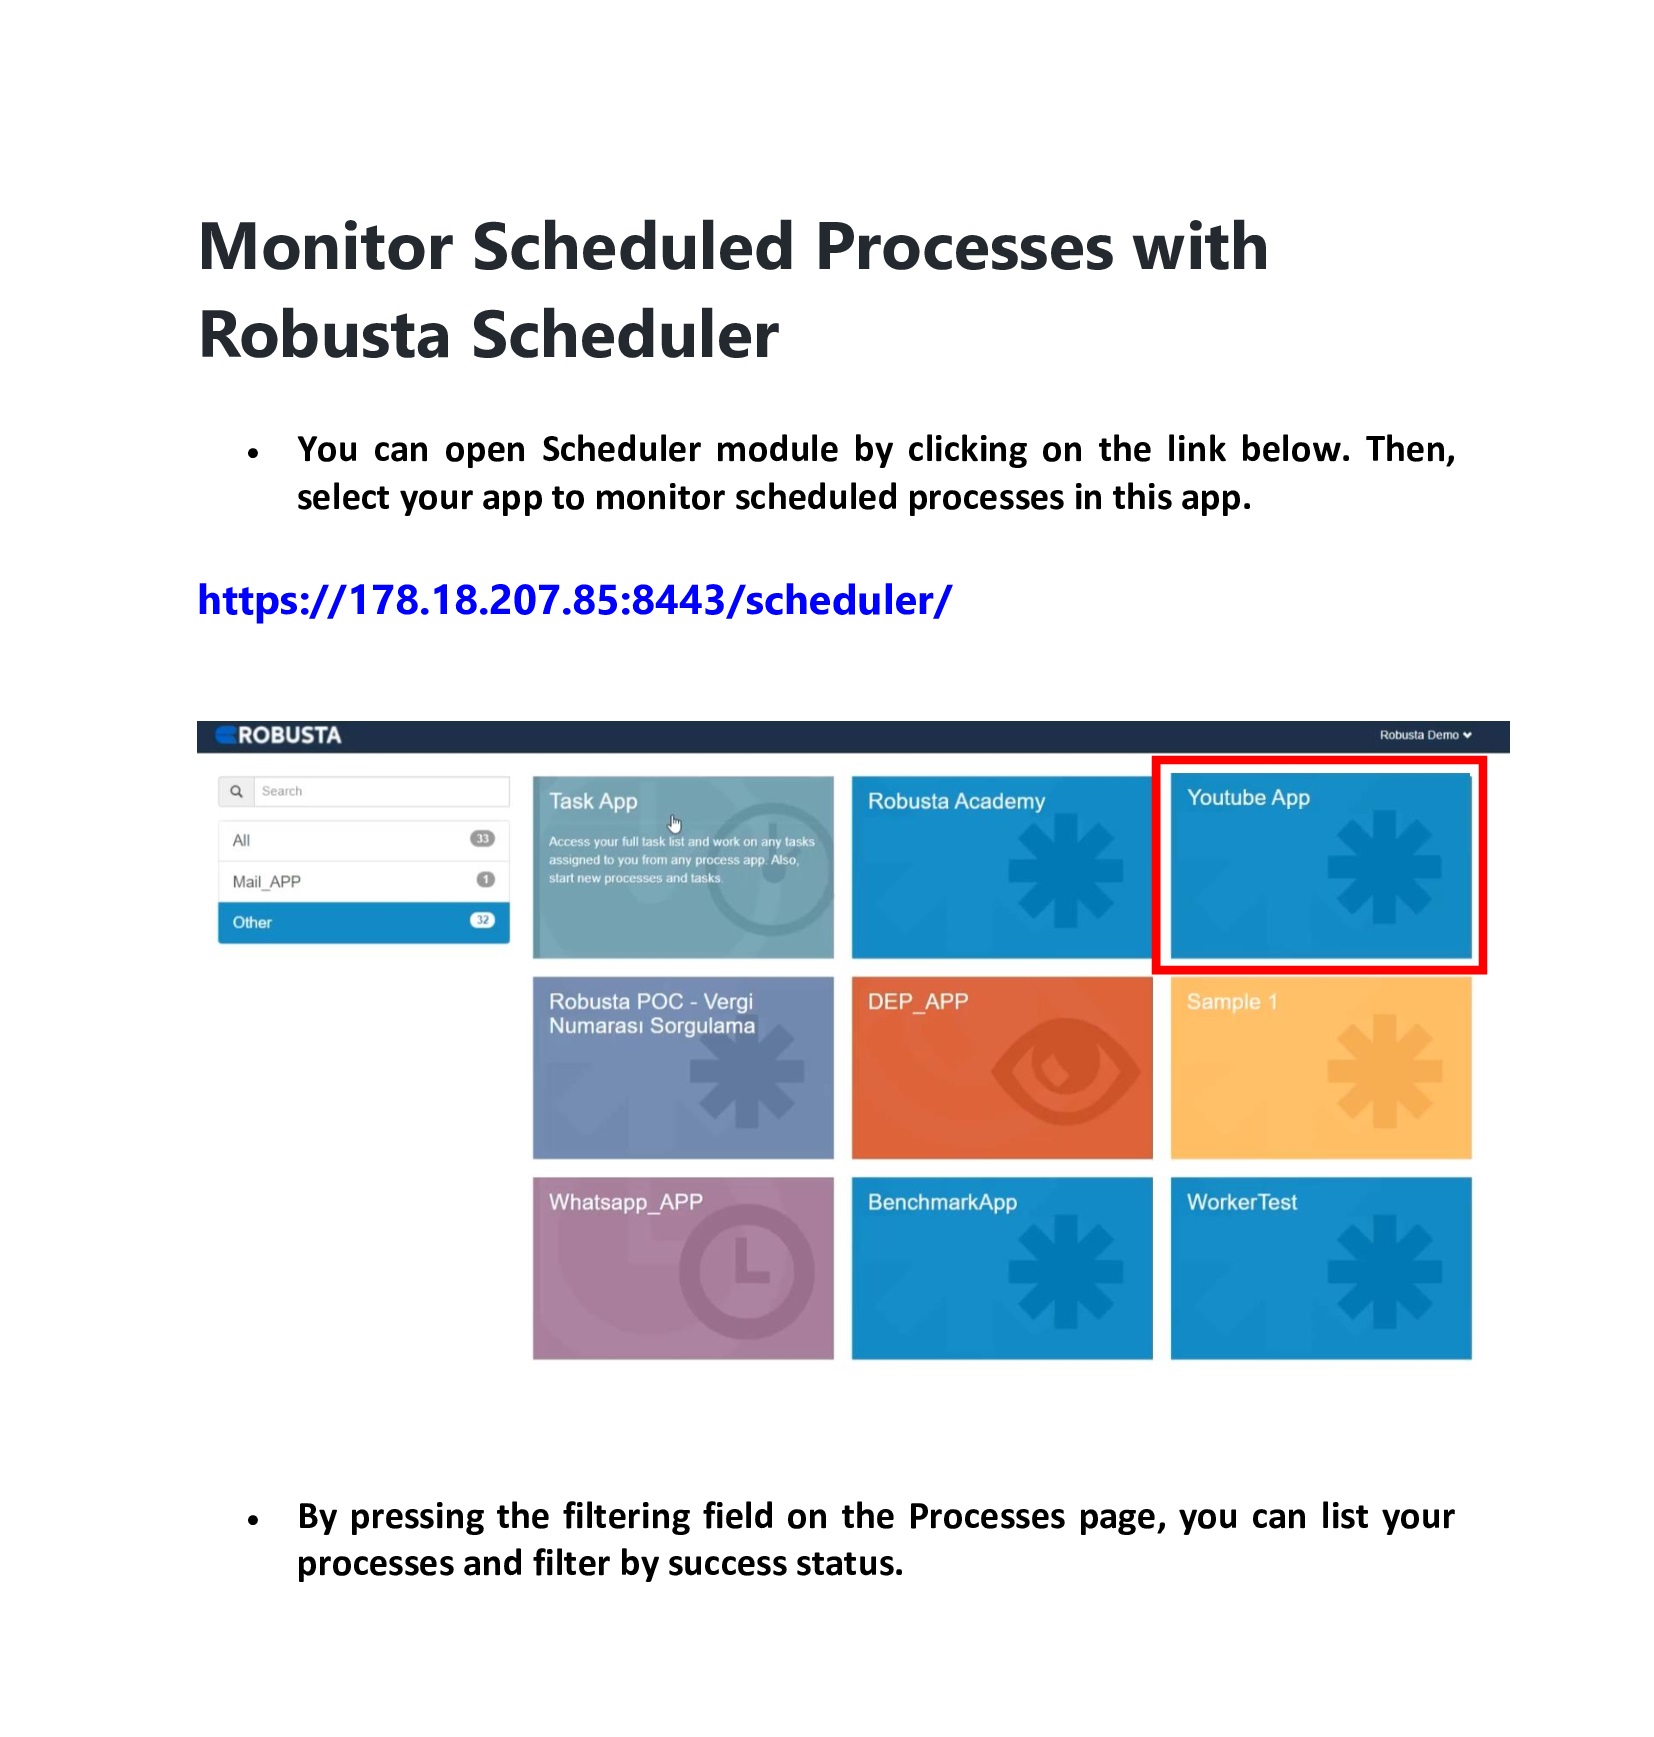 Monitor Scheduled Processes with
Robusta Scheduler
• You can open Scheduler module by clicking on the link below. Then,
select your app to monitor scheduled processes in this app.
https://178.18.207.85:8443/scheduler/
ROBUSTA
Robusta Demo
Search
All 33
Mail_APP 1
Other 32
Task App
Access your full task list and work on any tasks
assigned to you from any process app. Also,
start new processes and tasks.
Robusta Academy
Youtube App
Robusta POC - Vergi
Numarası Sorgulama
DEP_APP
Sample 1
Whatsapp_APP
BenchmarkApp
WorkerTest
• By pressing the filtering field on the Processes page, you can list your
processes and filter by success status.